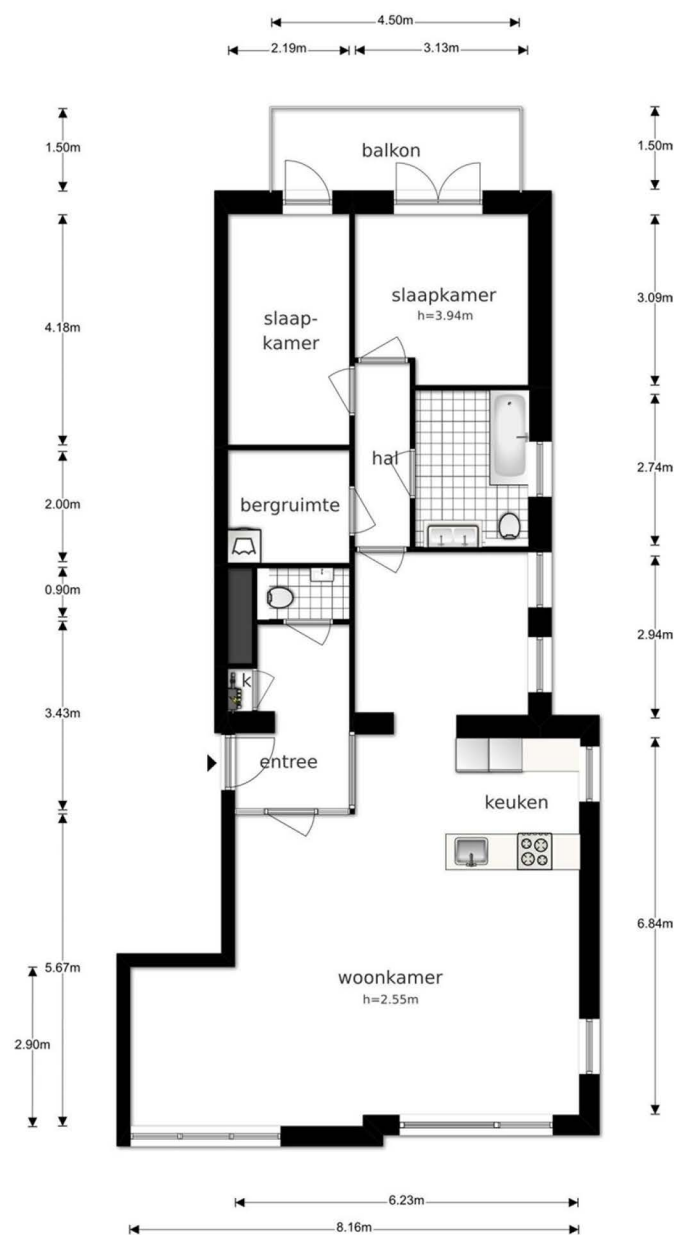 4.50m
2.19m
3.13m
1.50m
balkon
1.50m
4.18m
slaap-
kamer
slaapkamer
h=3.94m
3.09m
hal
2.74m
2.00m
bergruimte
0.90m
2.94m
k
3.43m
entree
keuken
6.84m
5.67m
woonkamer
h=2.55m
2.90m
6.23m
8.16m